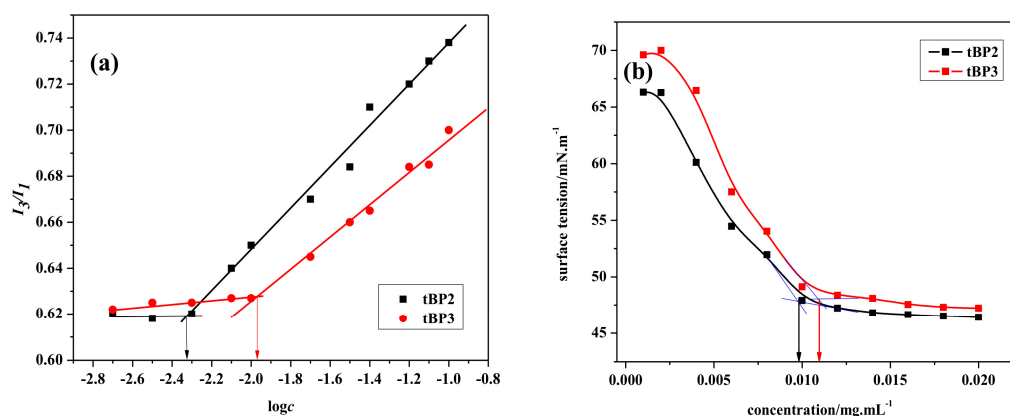 (a)
tBP2
tBP3
I3/I1
0.74
0.72
0.70
0.68
0.66
0.64
0.62
0.60
-2.8 -2.6 -2.4 -2.2 -2.0 -1.8 -1.6 -1.4 -1.2 -1.0 -0.8
logc
(b)
tBP2
tBP3
surface tension/mN.m-1
70
65
60
55
50
45
0.000 0.005 0.010 0.015 0.020
concentration/mg.mL-1